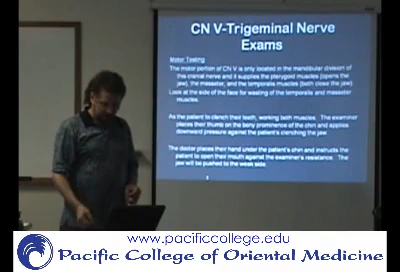 CN V-Trigeminal Nerve
Exams
Motor Testing
The motor portion of CN V is only located in the mandibular division of
this cranial nerve and it supplies the pterygoid muscles (opens the
jaw), the masseter, and the temporalis muscles (both close the jaw)
Look at the side of the face for wasting of the temporalis and masseter
muscles.
As the patient to clench their teeth, working both muscles. The examiner
places their thumb on the bony prominence of the chin and applies
downward pressure against the patient's clenching the jaw.
The doctor places their hand under the patient's chin and instructs the
patient to open their mouth against the examiner's resistance. The
jaw will be pushed to the weak side.
www.pacificcollege.edu
Pacific College of Oriental Medicine